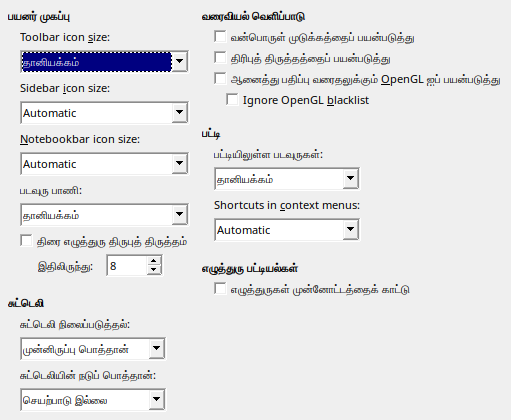 பயனர் முகப்பு
Toolbar icon size:
தானியக்கம்
Sidebar icon size:
Automatic
Notebookbar icon size:
Automatic
படவுரு பாணி:
தானியக்கம்
திரை எழுத்துரு திருபுத் திருத்தம்
இதிலிருந்து:
8
சுட்டெலி
சுட்டெலி நிலைப்படுத்தல்:
முன்னிருப்பு பொத்தான்
சுட்டெலியின் நடுப் பொத்தான்:
செயற்பாடு இல்லை
வரைவியல் வெளிப்பாடு
வன்பொருள் முடுக்கத்தைப் பயன்படுத்து
திரிபுத் திருத்தத்தைப் பயன்படுத்து
ஆனைத்து பதிப்பு வரைதலுக்கும் OpenGL ஐப் பயன்படுத்து
Ignore OpenGL blacklist
பட்டி
பட்டியிலுள்ள படவுருகள்:
தானியக்கம்
Shortcuts in context menus:
Automatic
எழுத்துரு பட்டியல்கள்
எழுத்துருகள் முன்னோட்டத்தைக் காட்டு